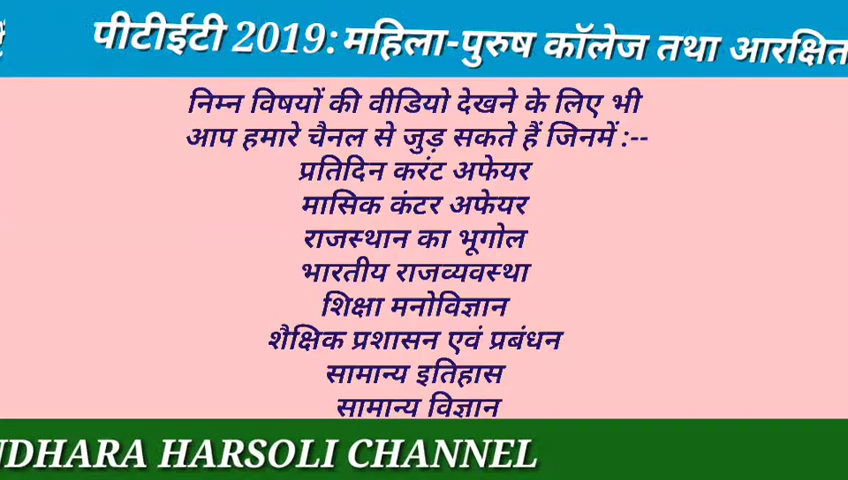 पीटीईटी 2019: महिला-पुरुष कॉलेज तथा आरक्षित
निम्न विषयों की वीडियो देखने के लिए भी
आप हमारे चैनल से जुड़ सकते हैं जिनमें :--
प्रतिदिन करंट अफेयर
मासिक कंटर अफेयर
राजस्थान का भूगोल
भारतीय राजव्यवस्था
शिक्षा मनोविज्ञान
शैक्षिक प्रशासन एवं प्रबंधन
सामान्य इतिहास
सामान्य विज्ञान
NDHARA HARSOLI CHANNEL